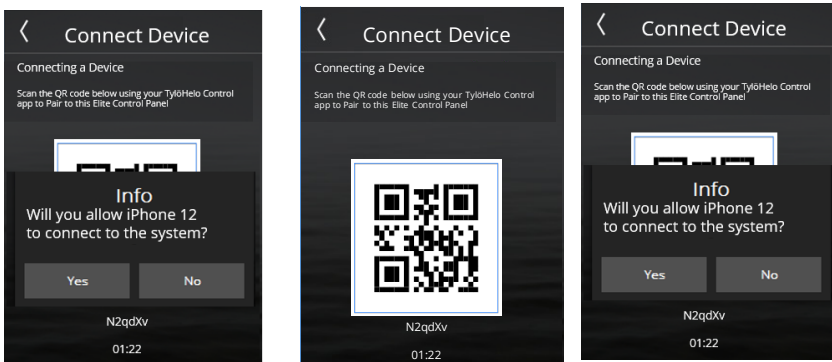 Connect Device
Connecting a Device
Scan the QR code below using your TylöHelo Control
app to Pair to this Elite Control Panel
Info
Will you allow iPhone 12
to connect to the system?
Yes No
N2qdXv
01:22
Connect Device
Connecting a Device
Scan the QR code below using your TylöHelo Control
app to Pair to this Elite Control Panel
N2qdXv
01:22
Connect Device
Connecting a Device
Scan the QR code below using your TylöHelo Control
app to Pair to this Elite Control Panel
Info
Will you allow iPhone 12
to connect to the system?
Yes No
N2qdXv
01:22